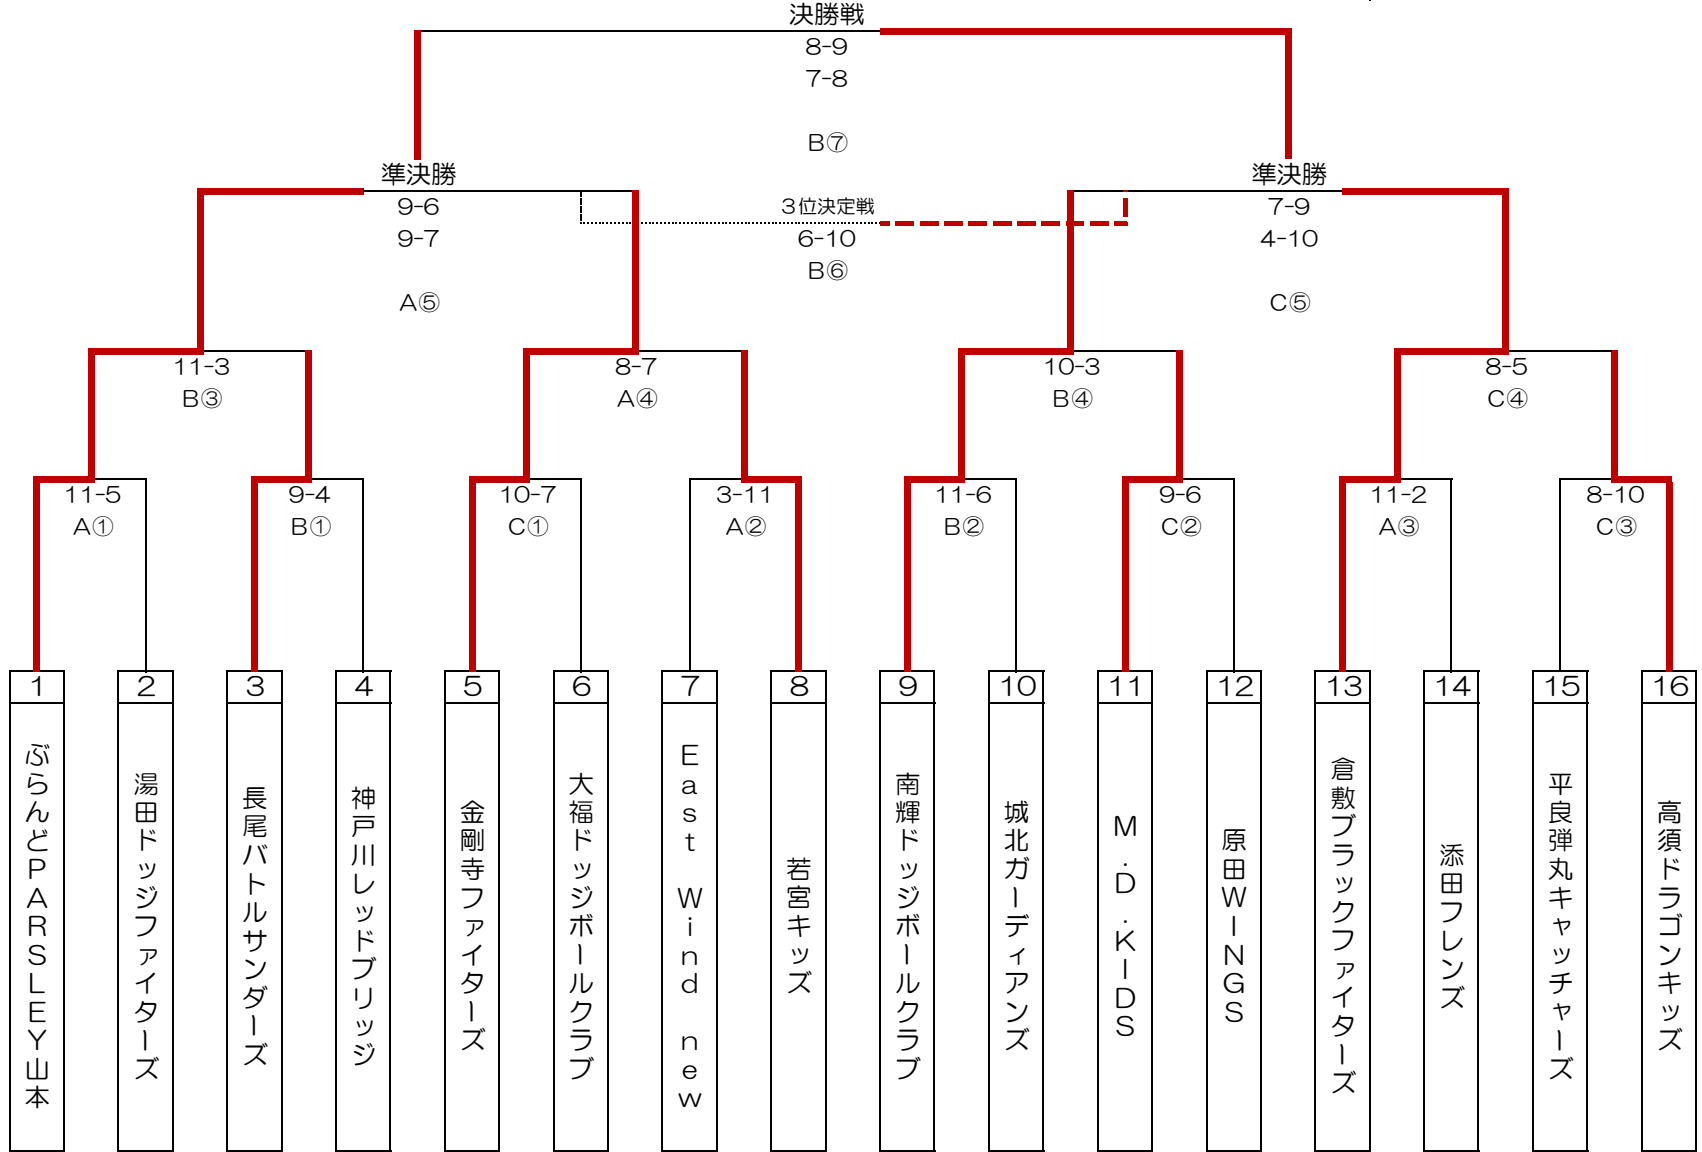 決勝戦
8-9
7-8
B⑦
準決勝
準決勝
9-6
3位決定戦
7-9
9-7
6-10
4-10
B⑥
A⑤
C⑤
11-3
8-7
10-3
8-5
B③
A④
B④
C④
11-5
9-4
10-7
3-11
11-6
9-6
11-2
8-10
A①
B①
C①
A②
B②
C②
A③
C③
1
2
3
4
5
6
7
8
9
10
11
12
13
14
15
16
ぶらんどPARSLEY山本
湯田ドッジファイターズ
長尾バトルサンダーズ
神戸川レッドブリッジ
金剛寺ファイターズ
大福ドッジボールクラブ
East Wind new
若宮キッズ
南輝ドッジボールクラブ
城北ガーディアンズ
M.D.KIDS
原田WINGS
倉敷ブラックファイターズ
添田フレンズ
平良弾丸キャッチャーズ
高須ドラゴンキッズ